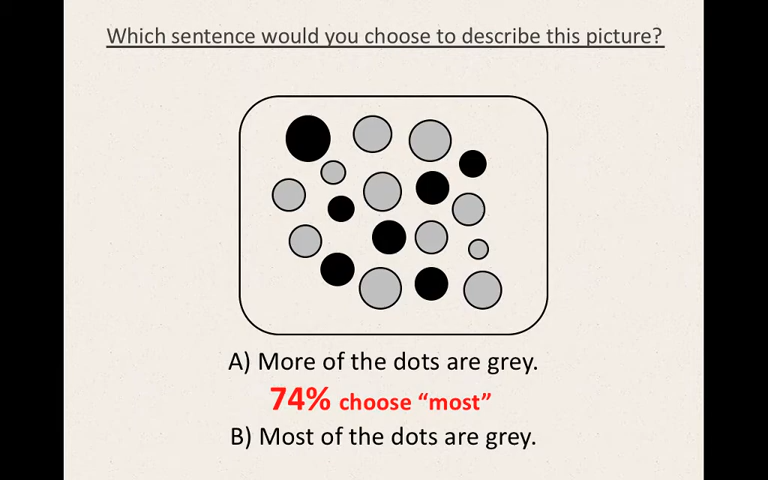 Which sentence would you choose to describe this picture?
A) More of the dots are grey.
74% choose “most”
B) Most of the dots are grey.